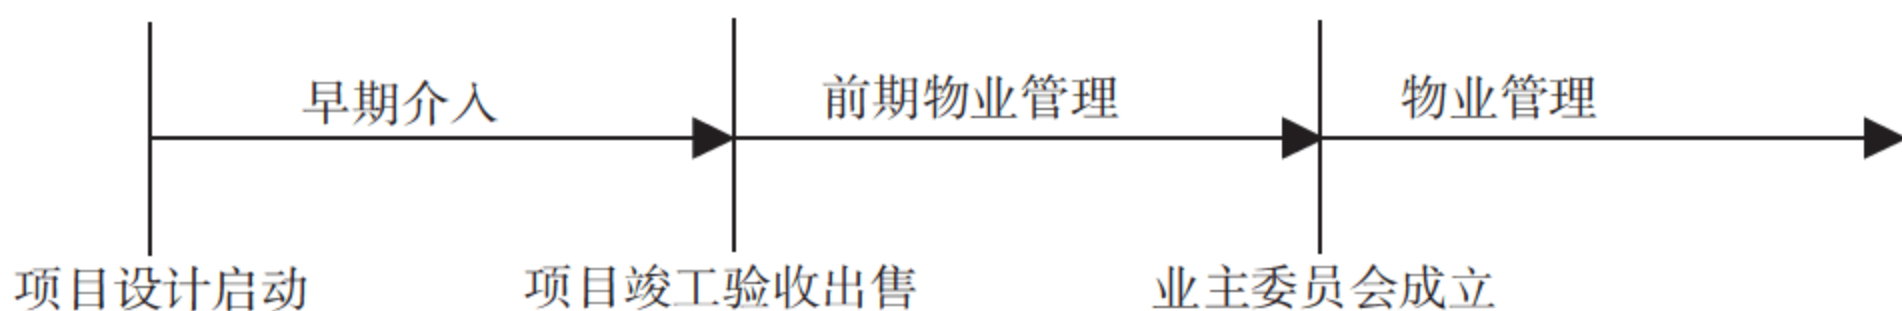 早期介入
前期物业管理
物业管理
项目设计启动
项目竣工验收出售
业主委员会成立